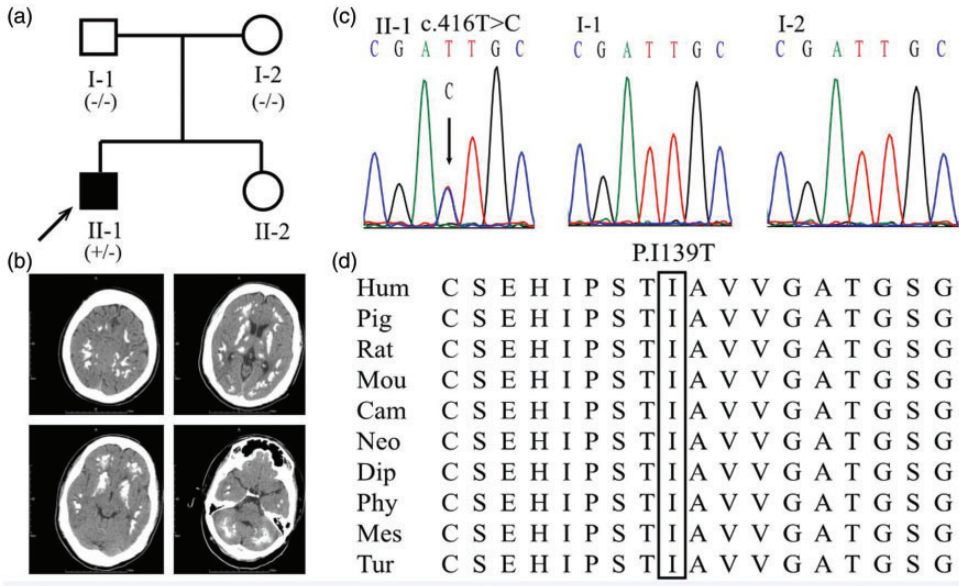 (a)
I-1
(-/-)
I-2
(-/-)
II-1
(+/-)
II-2
(b)
(c)
II-1 c.416T>C
C G A T T G C
C
I-1
C G A T T G C
I-2
C G A T T G C
(d)
P.I139T
Hum C S E H I P S T I A V V G A T G S G
Pig C S E H I P S T I A V V G A T G S G
Rat C S E H I P S T I A V V G A T G S G
Mou C S E H I P S T I A V V G A T G S G
Cam C S E H I P S T I A V V G A T G S G
Neo C S E H I P S T I A V V G A T G S G
Dip C S E H I P S T I A V V G A T G S G
Phy C S E H I P S T I A V V G A T G S G
Mes C S E H I P S T I A V V G A T G S G
Tur C S E H I P S T I A V V G A T G S G